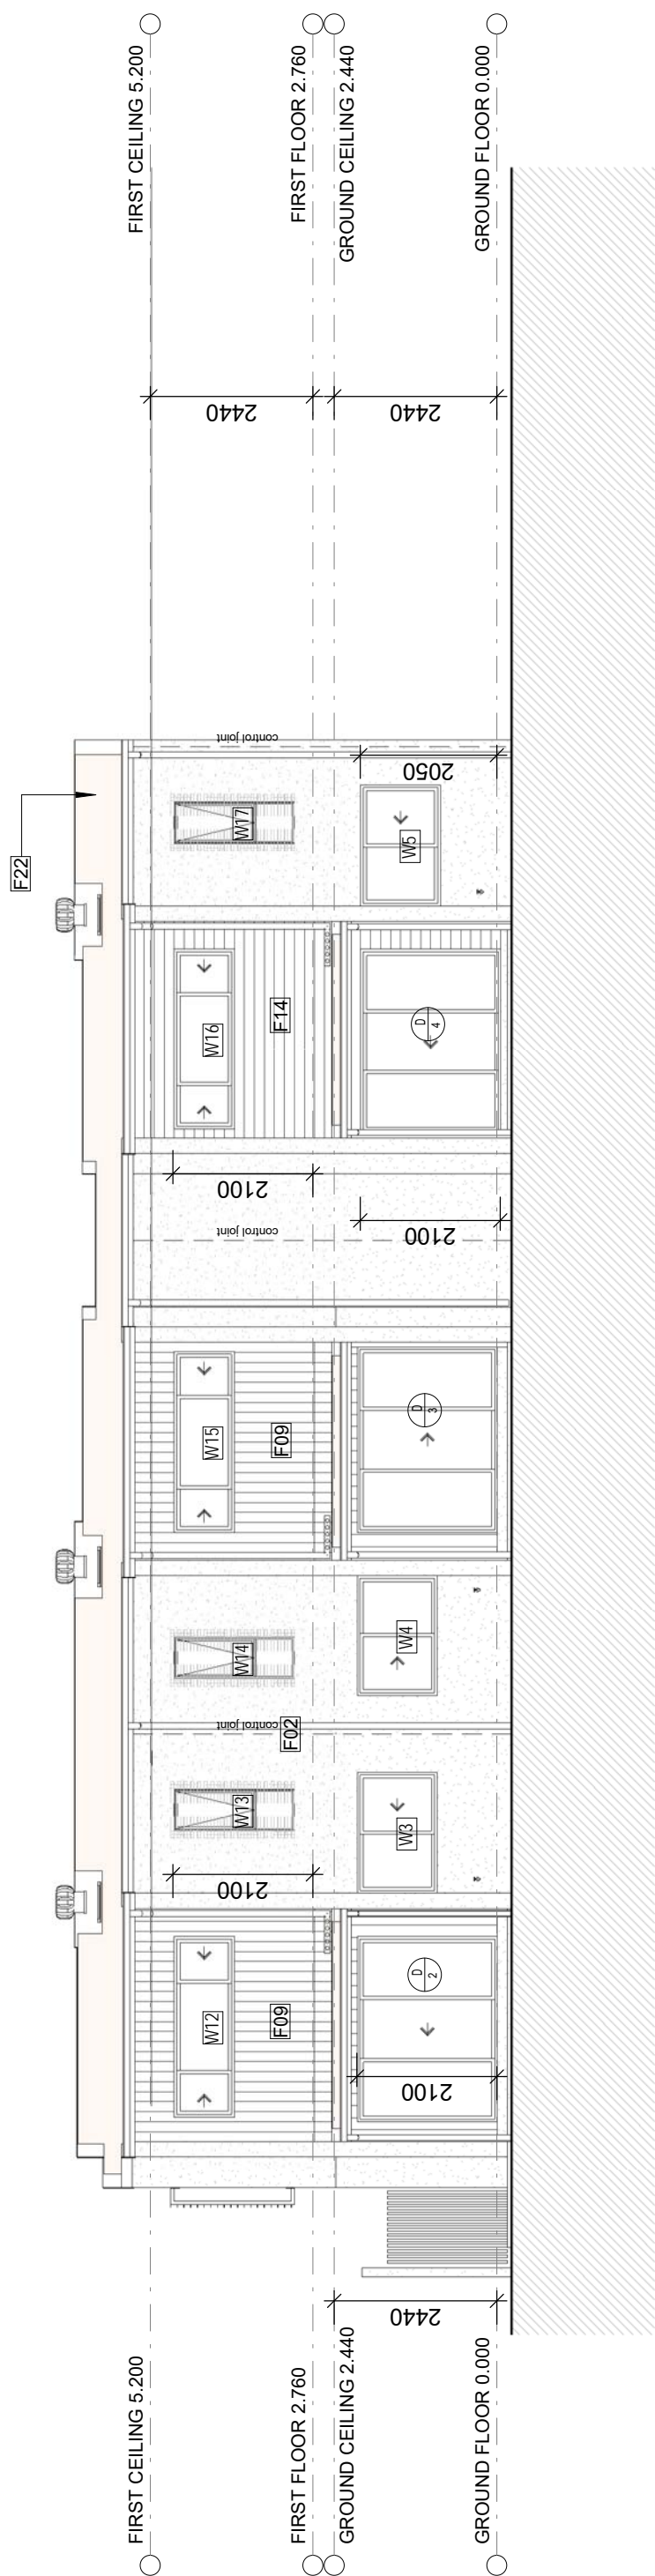 FIRST CEILING 5.200
FIRST FLOOR 2.760
GROUND CEILING 2.440
GROUND FLOOR 0.000
2440
2440
F22
control joint
2050
W17
W5
W16
F14
D
4
2100
2100
control joint
W15
F09
D
3
W14
W4
control joint
F02
W13
W3
2100
W12
F09
D
2
2100
2440
FIRST CEILING 5.200
FIRST FLOOR 2.760
GROUND CEILING 2.440
GROUND FLOOR 0.000